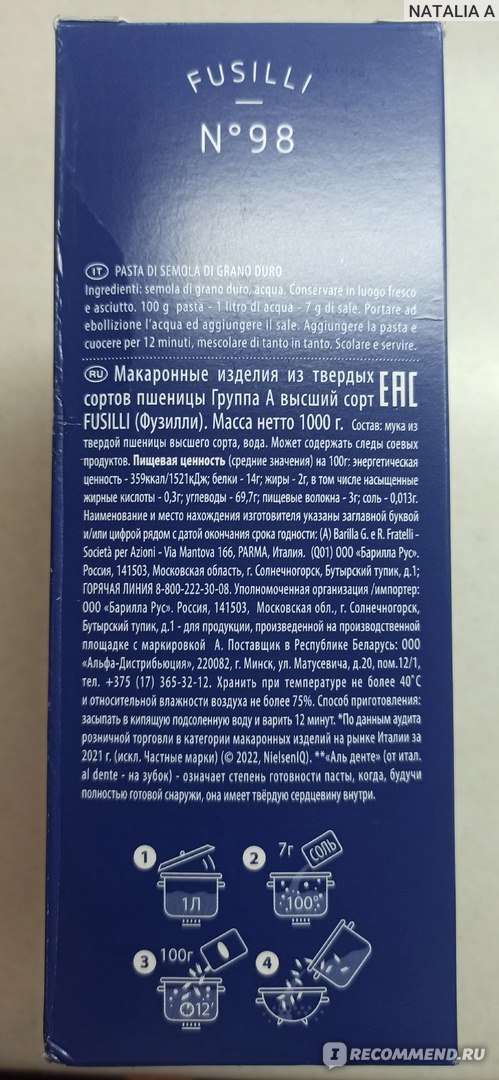 NATALIA A
FUSILLI
N°98
IT PASTA DI SEMOLA DI GRANO DURO
Ingredienti: semola di grano duro, acqua. Conservare in luogo fresco
e asciutto. 100 g pasta - 1 litro di acqua - 7 g di sale. Portare ad
ebollizione l'acqua ed aggiungere il sale. Aggiungere la pasta e
cuocere per 12 minuti, mescolare di tanto in tanto. Scolare e servire.
RU Макаронные изделия из твердых
сортов пшеницы Группа А высший сорт
EAC
FUSILLI (Фузилли). Масса нетто 1000 г. Состав: мука из
твердой пшеницы высшего сорта, вода. Может содержать следы соевых
продуктов. Пищевая ценность (средние значения) на 100г: энергетическая
ценность - 359ккал/1521кДж; белки - 14г; жиры - 2г, в том числе насыщенные
жирные кислоты - 0,3г; углеводы - 69,7г; пищевые волокна - 3г; соль - 0,013г.
Наименование и место нахождения изготовителя указаны заглавной буквой
и/или цифрой рядом с датой окончания срока годности: (A) Barilla G. e R. Fratelli -
Società per Azioni - Via Mantova 166, PARMA, Италия. (Q01) ООО «Барилла Рус».
Россия, 141503, Московская область, г. Солнечногорск, Бутырский тупик, д.1;
ГОРЯЧАЯ ЛИНИЯ 8-800-222-30-08. Уполномоченная организация /импортер:
ООО «Барилла Рус». Россия, 141503, Московская обл., г. Солнечногорск,
Бутырский тупик, д.1 - для продукции, произведенной на производственной
площадке с маркировкой А. Поставщик в Республике Беларусь: ООО
«Альфа-Дистрибьюция», 220082, г. Минск, ул. Матусевича, д.20, пом.12/1,
тел. +375 (17) 365-32-12. Хранить при температуре не более 40˚C
и относительной влажности воздуха не более 75%. Способ приготовления:
засыпать в кипящую подсоленную воду и варить 12 минут. *По данным аудита
розничной торговли в категории макаронных изделий на рынке Италии за
2021 г. (искл. Частные марки) (© 2022, NielsenIQ). **«Аль денте» (от итал.
al dente - на зубок) - означает степень готовности пасты, когда, будучи
полностью готовой снаружи, она имеет твёрдую сердцевину внутри.
1 1Л
2 7г СОЛЬ 100°
3 100г 12'
4
IRECOMMEND.RU